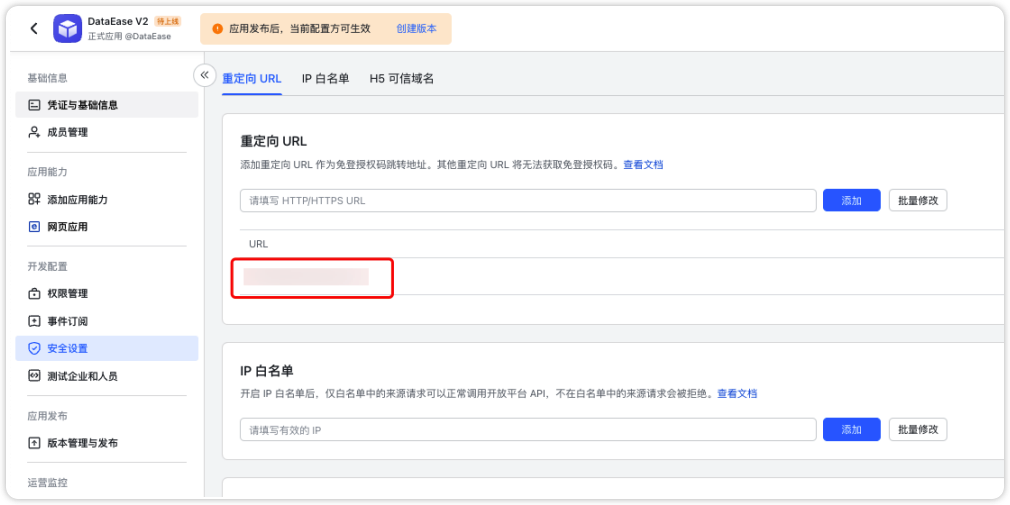 DataEase V2 待上线
正式应用 @DataEase
应用发布后，当前配置方可生效 创建版本
基础信息
凭证与基础信息
成员管理
应用能力
添加应用能力
网页应用
开发配置
权限管理
事件订阅
安全设置
测试企业和人员
应用发布
版本管理与发布
运营监控
重定向 URL IP 白名单 H5 可信域名
重定向 URL
添加重定向 URL 作为免登授权码跳转地址。其他重定向 URL 将无法获取免登授权码。查看文档
请填写 HTTP/HTTPS URL 添加 批量修改
URL
IP 白名单
开启 IP 白名单后，仅白名单中的来源请求可以正常调用开放平台 API，不在白名单中的来源请求会被拒绝。查看文档
请填写有效的 IP 添加 批量修改